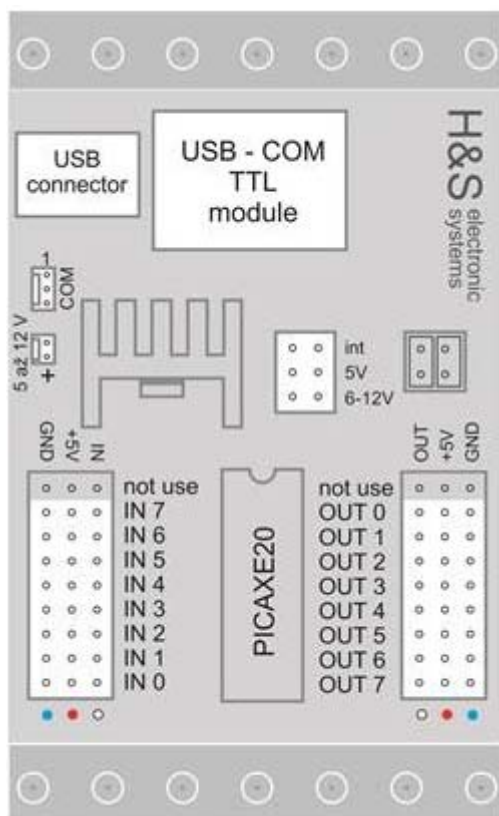 USB
connector
USB - COM
TTL
module
H&S
electronic
systems
1
COM
5 až 12 V
+
int
5V
6-12V
GND
+5V
IN
OUT
+5V
GND
not use
IN 7
IN 6
IN 5
IN 4
IN 3
IN 2
IN 1
IN 0
PICAXE20
not use
OUT 0
OUT 1
OUT 2
OUT 3
OUT 4
OUT 5
OUT 6
OUT 7